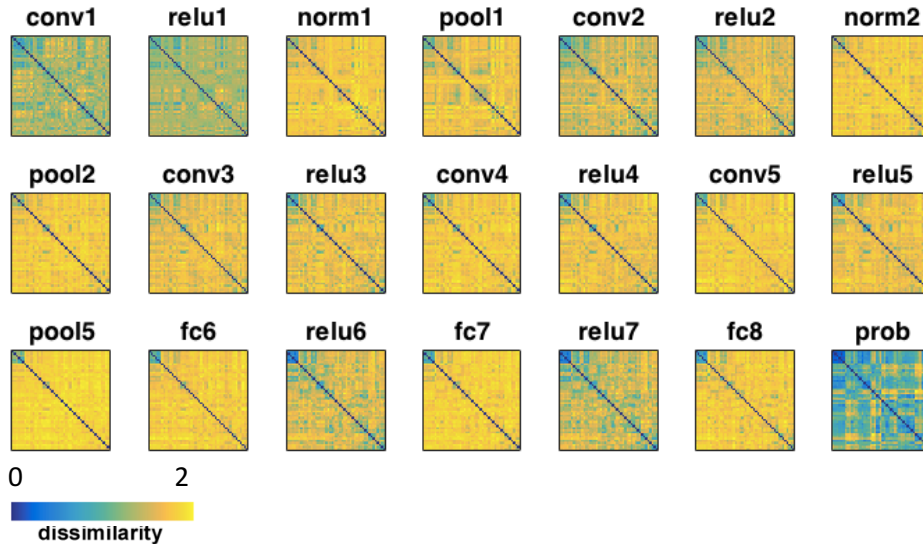 conv1 relu1 norm1 pool1 conv2 relu2 norm2
pool2 conv3 relu3 conv4 relu4 conv5 relu5
pool5 fc6 relu6 fc7 relu7 fc8 prob
0 2
dissimilarity